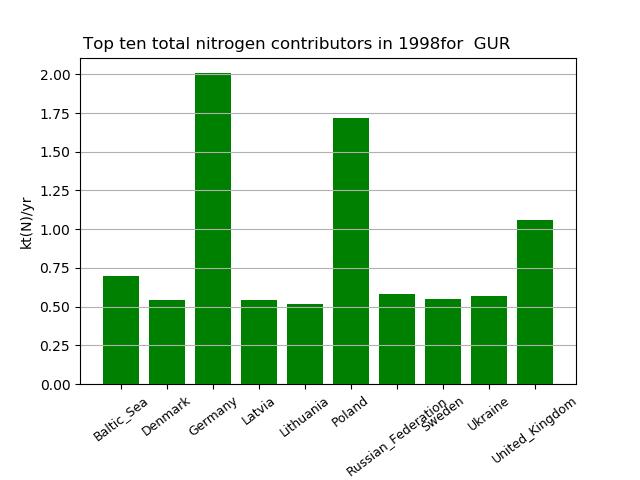 Top ten total nitrogen contributors in 1998for  GUR
kt(N)/yr
2.00
1.75
1.50
1.25
1.00
0.75
0.50
0.25
0.00
Baltic_Sea
Denmark
Germany
Latvia
Lithuania
Poland
Russian_Federation
Sweden
Ukraine
United_Kingdom